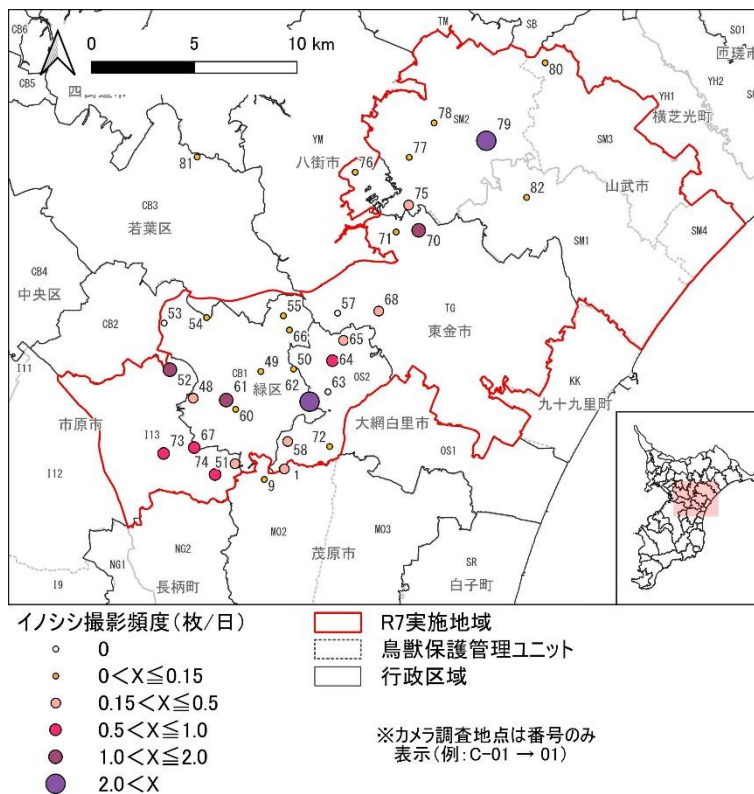 0 5 10 km
CB6
CB5
四街道市
TM
SB
SO1
匝瑳市
YH2
YH1
横芝光町
80
YM
八街市
78
SM2
79
77
76
SM3
山武市
81
CB3
若葉区
75
82
71
70
SM1
SM4
CB4
中央区
CB2
53
54
55
57
68
TG
東金市
66
65
I11
52
CB1
49
50
64
緑区
62
63
OS2
KK
九十九里町
48
61
60
市原市
大網白里市
I13
73
67
58
72
OS1
I12
74
51
9
1
MO2
MO3
茂原市
NG1
NG2
長柄町
I9
SR
白子町
イノシシ撮影頻度(枚/日)
0
0<X≦0.15
0.15<X≦0.5
0.5<X≦1.0
1.0<X≦2.0
2.0<X
R7実施地域
鳥獣保護管理ユニット
行政区域
※カメラ調査地点は番号のみ
表示(例:C-01 → 01)